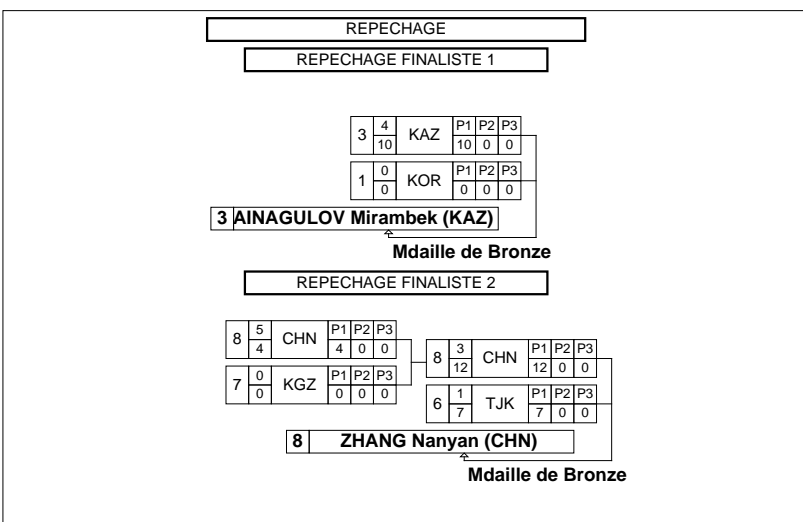 REPECHAGE
REPECHAGE FINALISTE 1
3 4 KAZ P1 P2 P3
10 10 0 0
1 0 KOR P1 P2 P3
0 0 0 0
3 AINAGULOV Mirambek (KAZ)
Mdaille de Bronze
REPECHAGE FINALISTE 2
8 5 CHN P1 P2 P3
4 4 0 0
8 3 CHN P1 P2 P3
12 12 0 0
7 0 KGZ P1 P2 P3
0 0 0 0
6 1 TJK P1 P2 P3
7 7 0 0
8 ZHANG Nanyan (CHN)
Mdaille de Bronze